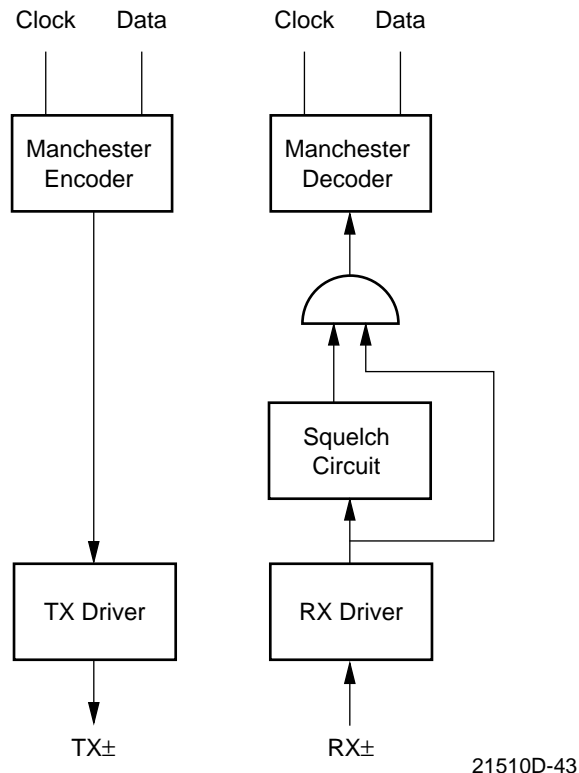 Clock Data Clock Data
Manchester
Encoder
Manchester
Decoder
Squelch
Circuit
TX Driver
RX Driver
TX±
RX±
21510D-43